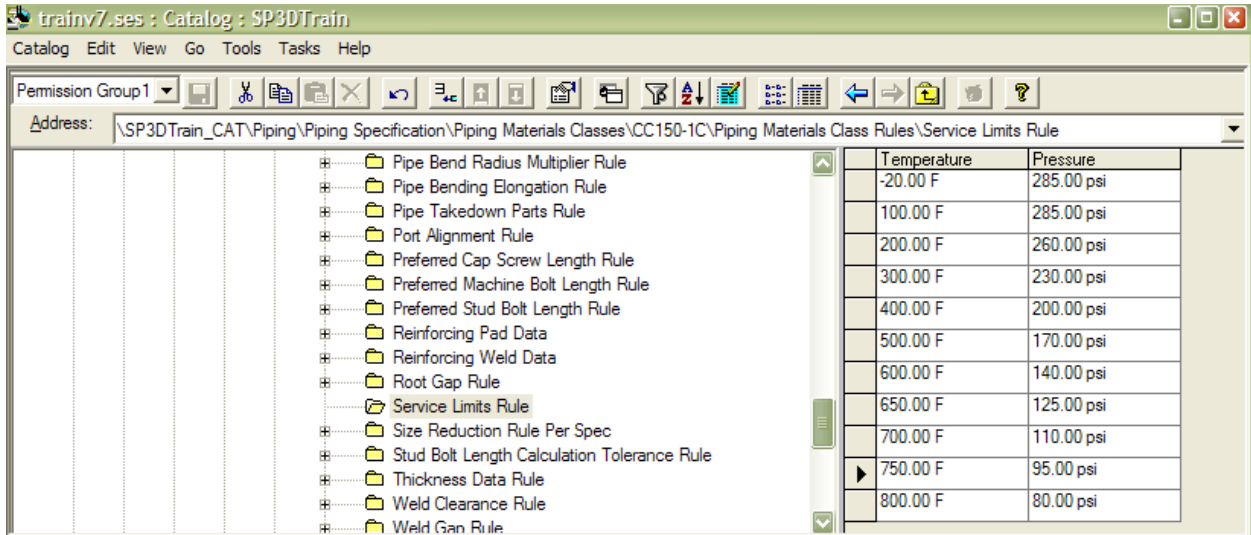 trainv7.ses : Catalog : SP3DTrain
Catalog Edit View Go Tools Tasks Help
Permission Group1
Address: \SP3DTrain_CAT\Piping\Piping Specification\Piping Materials Classes\CC150-1C\Piping Materials Class Rules\Service Limits Rule
Pipe Bend Radius Multiplier Rule
Pipe Bending Elongation Rule
Pipe Takedown Parts Rule
Port Alignment Rule
Preferred Cap Screw Length Rule
Preferred Machine Bolt Length Rule
Preferred Stud Bolt Length Rule
Reinforcing Pad Data
Reinforcing Weld Data
Root Gap Rule
Service Limits Rule
Size Reduction Rule Per Spec
Stud Bolt Length Calculation Tolerance Rule
Thickness Data Rule
Weld Clearance Rule
Weld Gap Rule
Temperature Pressure
-20.00 F 285.00 psi
100.00 F 285.00 psi
200.00 F 260.00 psi
300.00 F 230.00 psi
400.00 F 200.00 psi
500.00 F 170.00 psi
600.00 F 140.00 psi
650.00 F 125.00 psi
700.00 F 110.00 psi
750.00 F 95.00 psi
800.00 F 80.00 psi